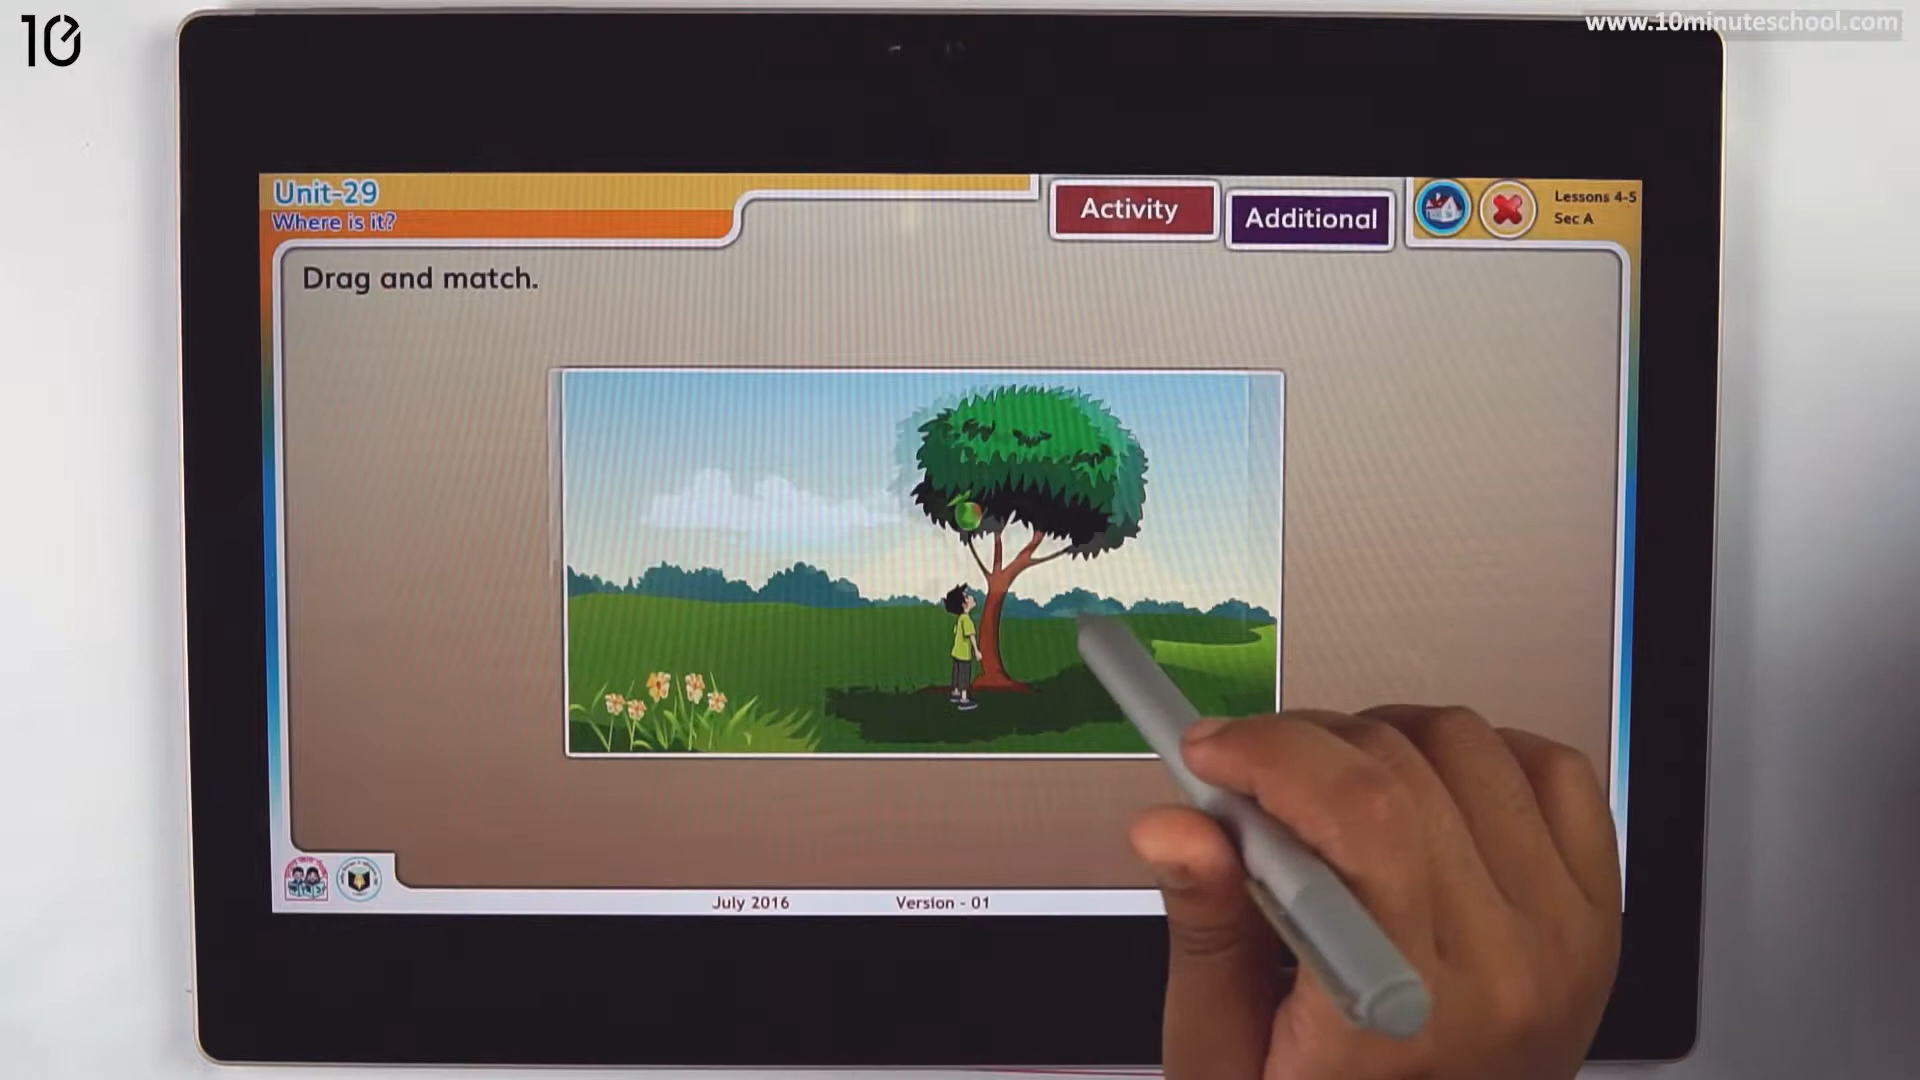 10
www.10minuteschool.com
Unit-29
Where is it?
Activity
Additional
Lessons 4-5
Sec A
Drag and match.
July 2016
Version - 01